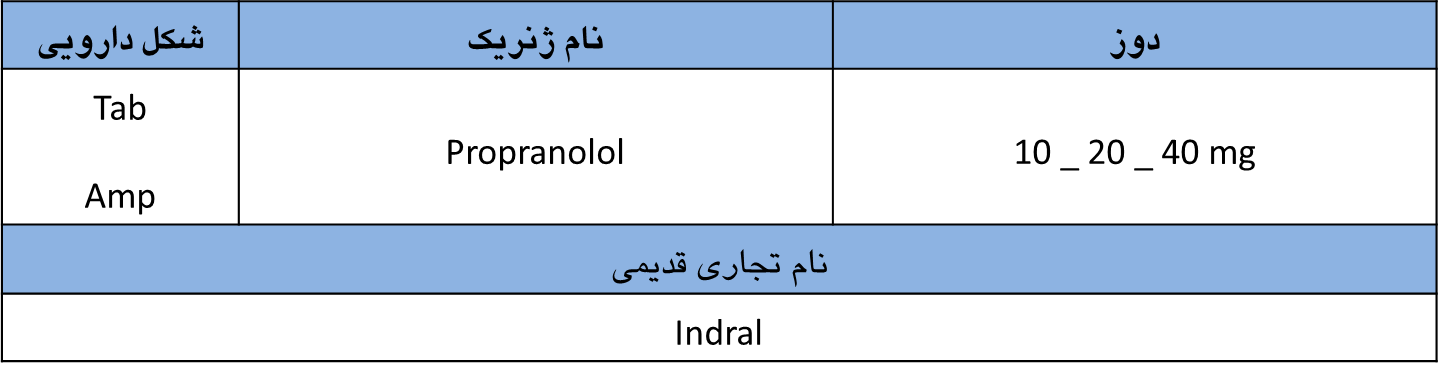 شکل دارویی
نام ژنریک
دوز
Tab
Amp
Propranolol
10 _ 20 _ 40 mg
نام تجاری قدیمی
Indral